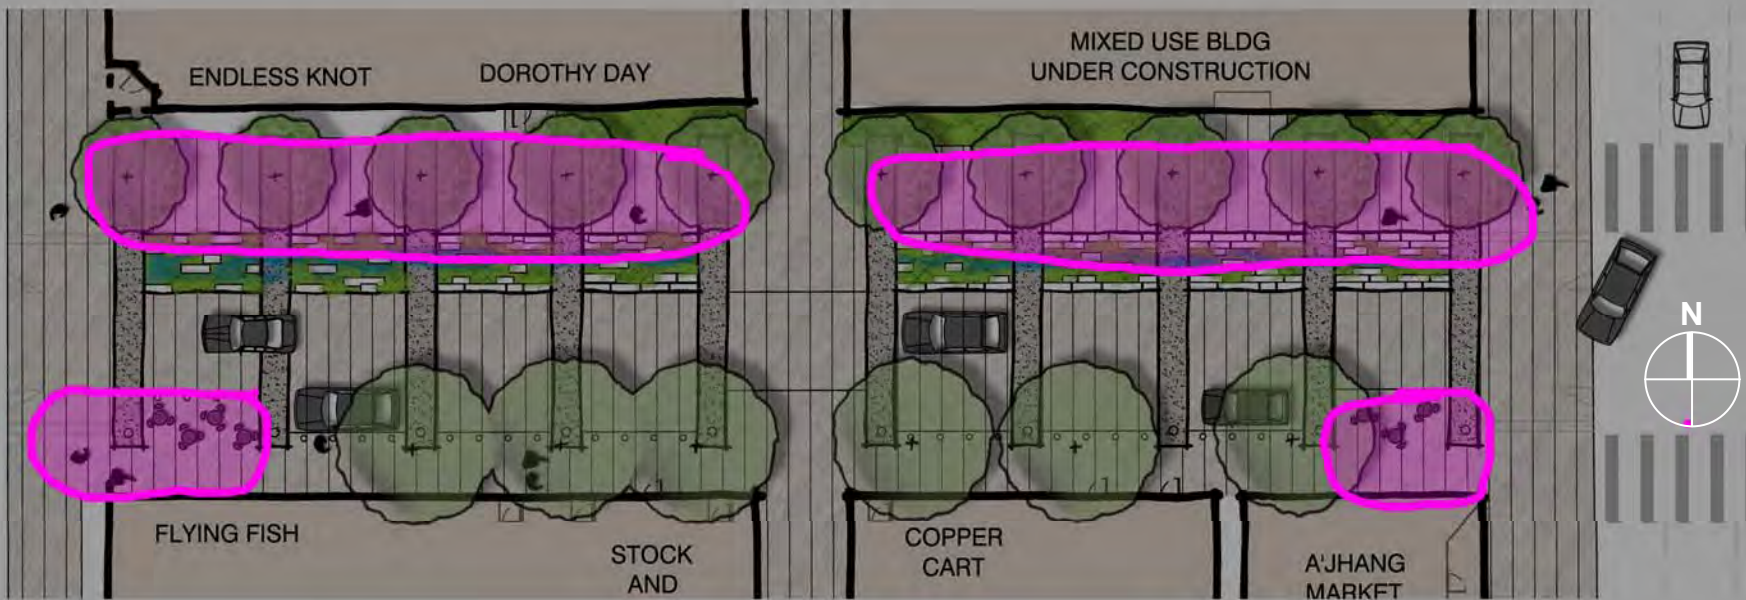 ENDLESS KNOT
DOROTHY DAY
MIXED USE BLDG
UNDER CONSTRUCTION
N
FLYING FISH
STOCK
AND
COPPER
CART
A'JHANG
MARKET